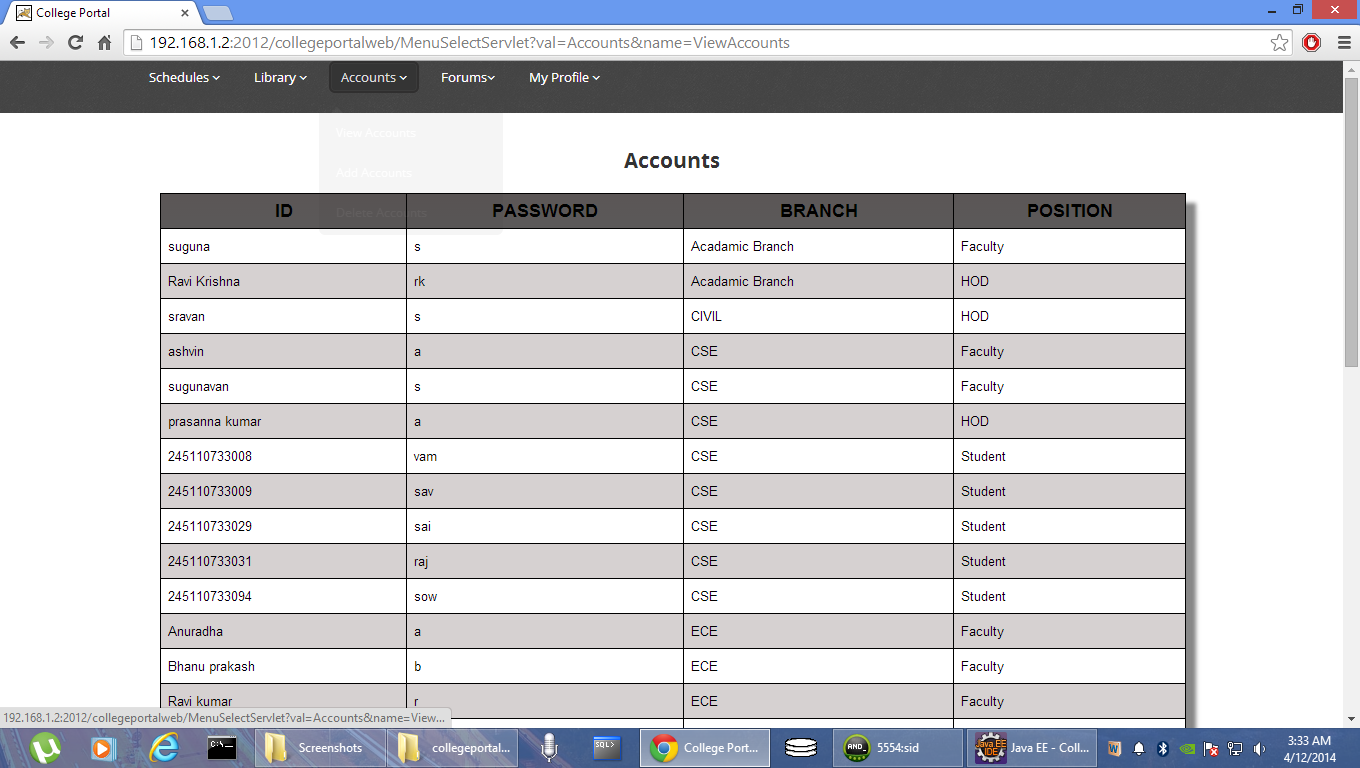 College Portal
192.168.1.2:2012/collegeportalweb/MenuSelectServlet?val=Accounts&name=ViewAccounts
Schedules Library Accounts Forums My Profile
View Accounts
Add Accounts
Delete Accounts
Accounts
ID PASSWORD BRANCH POSITION
suguna s Acadamic Branch Faculty
Ravi Krishna rk Acadamic Branch HOD
sravan s CIVIL HOD
ashvin a CSE Faculty
sugunavan s CSE Faculty
prasanna kumar a CSE HOD
245110733008 vam CSE Student
245110733009 sav CSE Student
245110733029 sai CSE Student
245110733031 raj CSE Student
245110733094 sow CSE Student
Anuradha a ECE Faculty
Bhanu prakash b ECE Faculty
Ravi kumar r ECE Faculty
192.168.1.2:2012/collegeportalweb/MenuSelectServlet?val=Accounts&name=View...
C:\. SQL> Screenshots collegeportal... College Port... AND_ 5554:sid Java EE IDE Java EE - Coll... 3:33 AM
4/12/2014